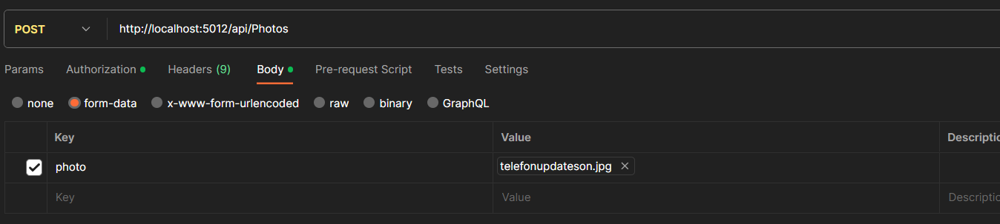 POST http://localhost:5012/api/Photos
Params Authorization Headers (9) Body Pre-request Script Tests Settings
none form-data x-www-form-urlencoded raw binary GraphQL
Key Value Descriptio
photo telefonupdateson.jpg
Key Value Descriptio